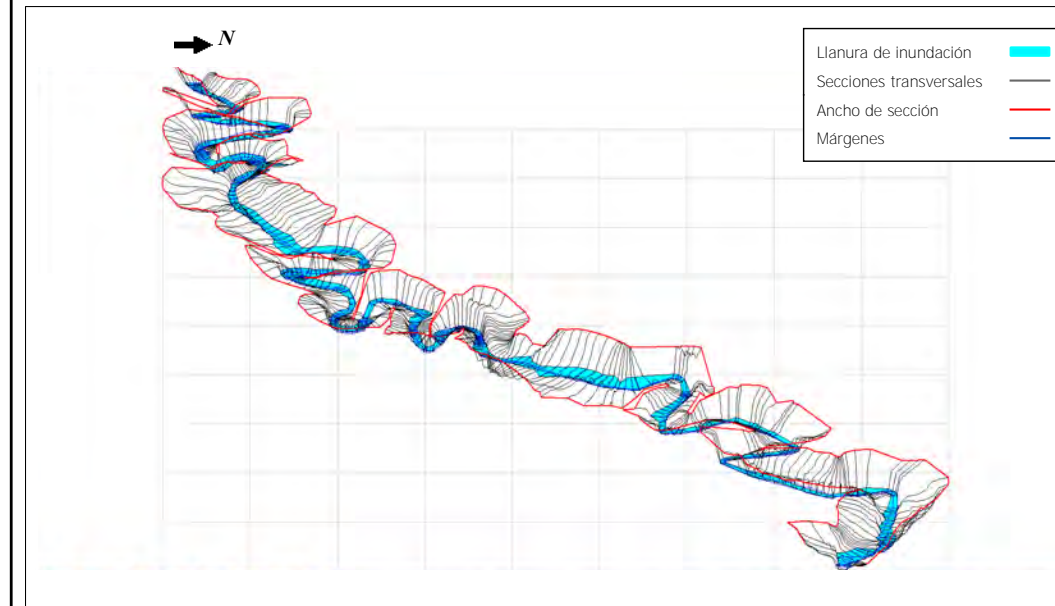 N
Llanura de inundación
Secciones transversales
Ancho de sección
Márgenes